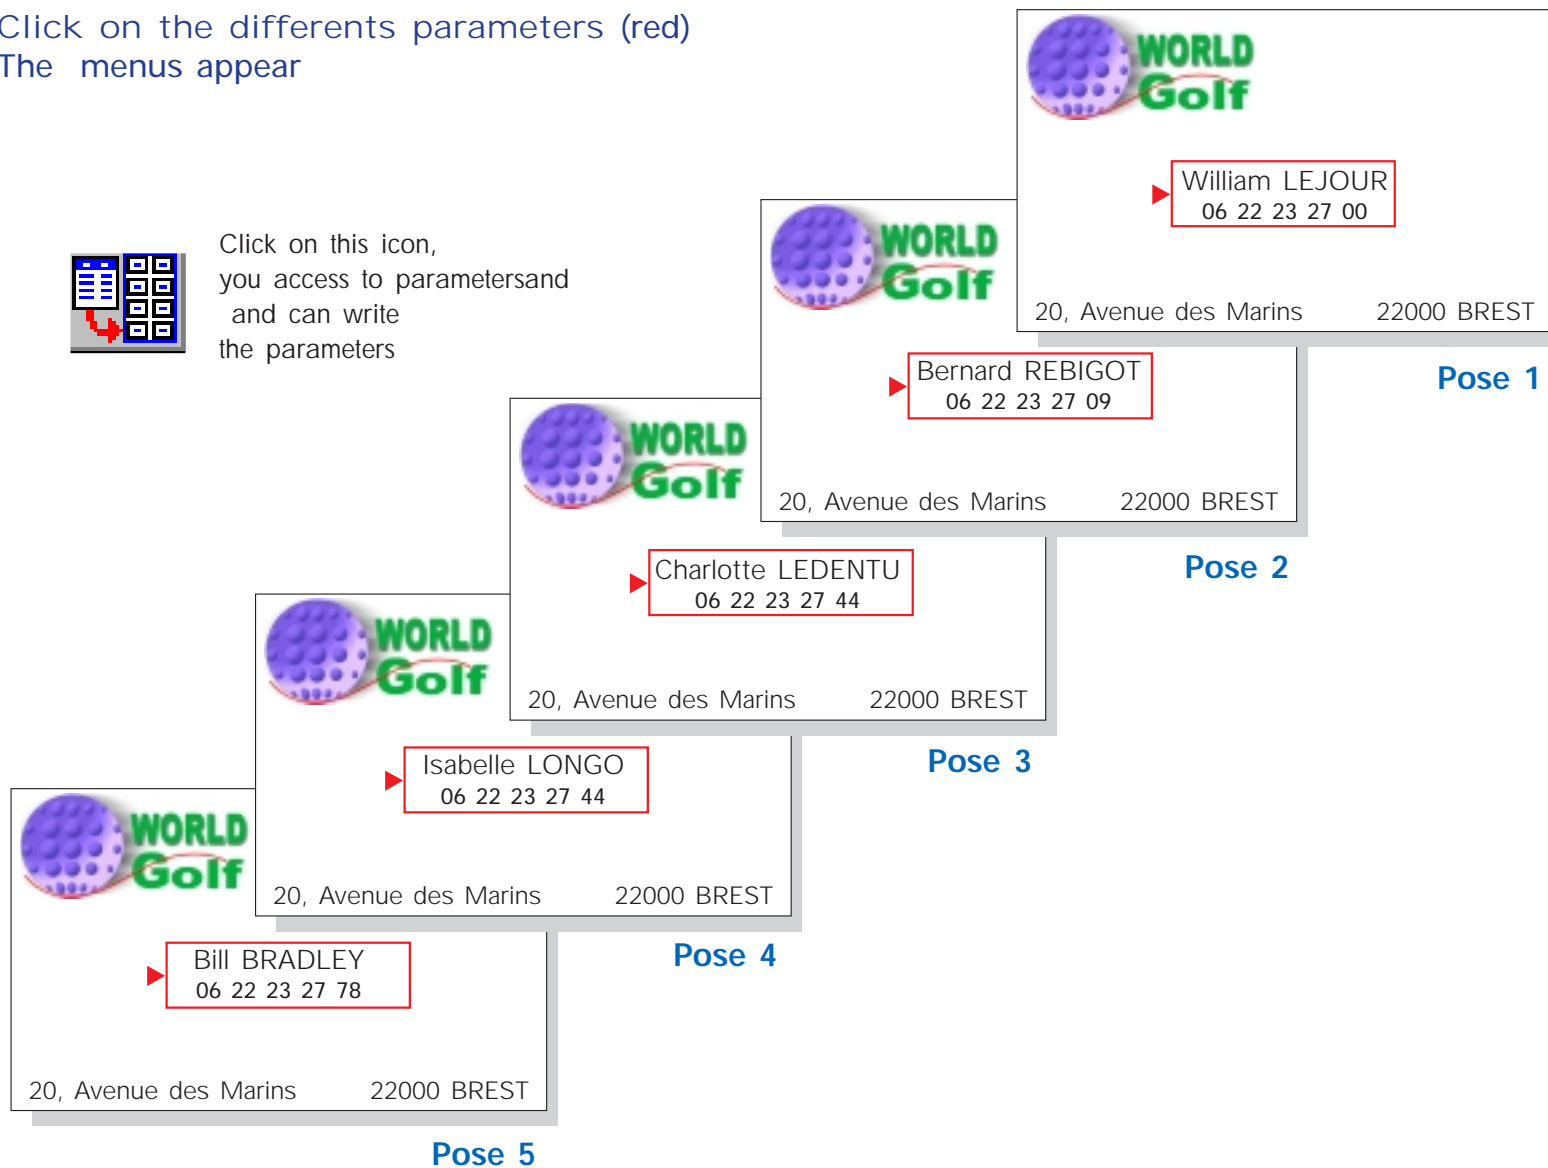 Click on the differents parameters (red)
The menus appear
Click on this icon,
you access to parametersand
and can write
the parameters
WORLD
Golf
William LEJOUR
06 22 23 27 00
20, Avenue des Marins 22000 BREST
Pose 1
WORLD
Golf
Bernard REBIGOT
06 22 23 27 09
20, Avenue des Marins 22000 BREST
Pose 2
WORLD
Golf
Charlotte LEDENTU
06 22 23 27 44
20, Avenue des Marins 22000 BREST
Pose 3
WORLD
Golf
Isabelle LONGO
06 22 23 27 44
20, Avenue des Marins 22000 BREST
Pose 4
WORLD
Golf
Bill BRADLEY
06 22 23 27 78
20, Avenue des Marins 22000 BREST
Pose 5